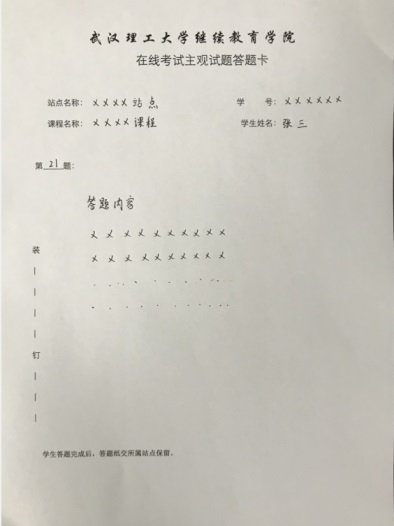 武汉理工大学继续教育学院
在线考试主观试题答题卡
站点名称：××××站点 学 号：××××××
课程名称：××××课程 学生姓名：张三
第 21 题：
答题内容
××××××××××
××××××××××
装
钉
学生答题完成后，答题纸交所属站点保留。